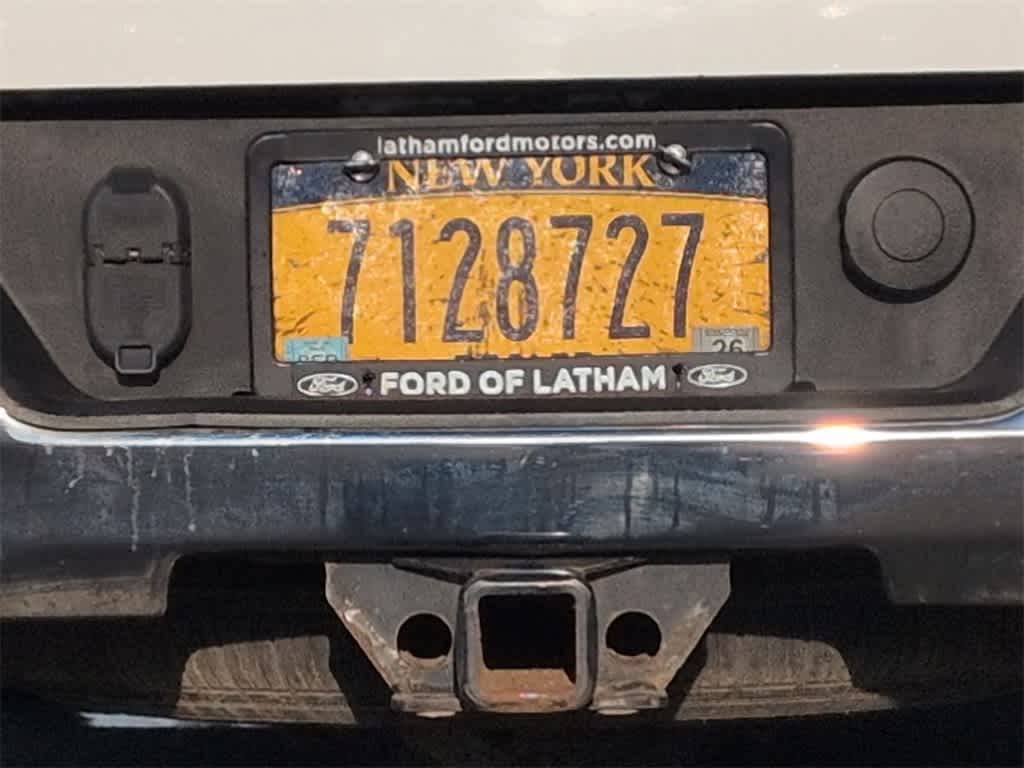 lathamfordmotors.com
NEW YORK
7128727
26
Ford FORD OF LATHAM Ford